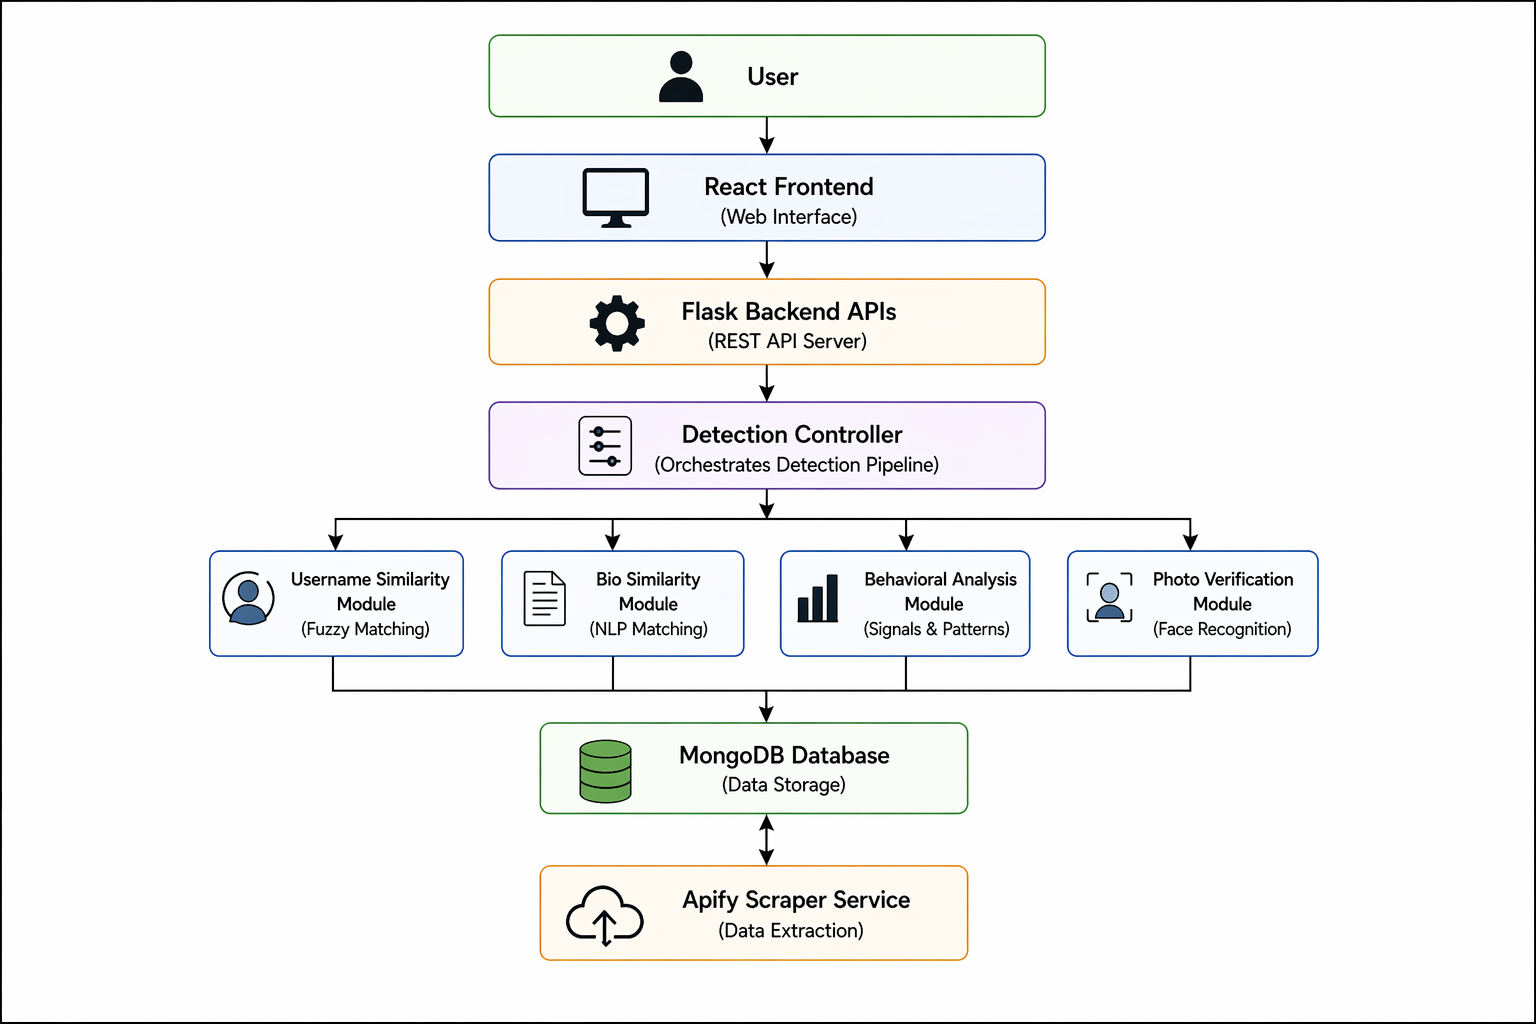 User
React Frontend
(Web Interface)
Flask Backend APIs
(REST API Server)
Detection Controller
(Orchestrates Detection Pipeline)
Username Similarity
Module
(Fuzzy Matching)
Bio Similarity
Module
(NLP Matching)
Behavioral Analysis
Module
(Signals & Patterns)
Photo Verification
Module
(Face Recognition)
MongoDB Database
(Data Storage)
Apify Scraper Service
(Data Extraction)